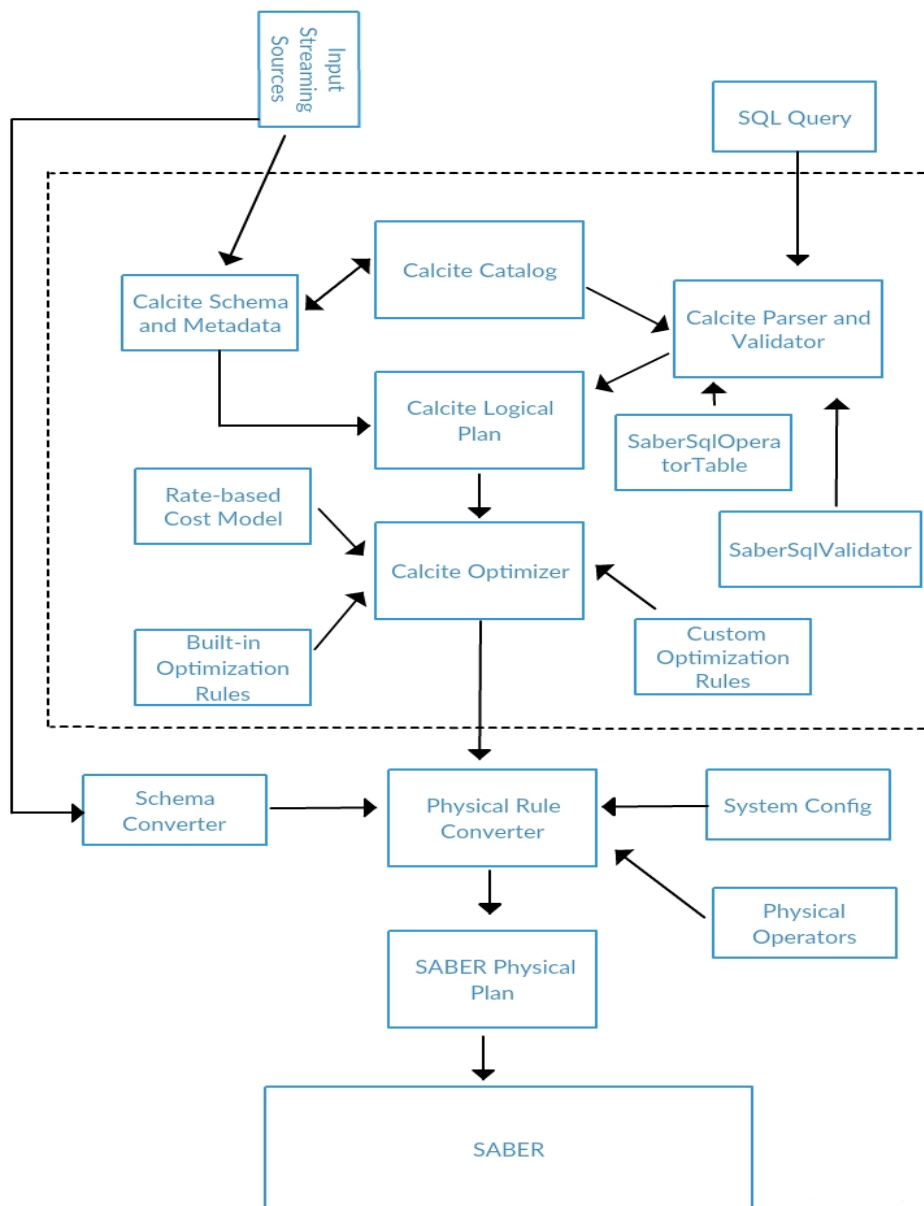 Input
Streaming
Sources
SQL Query
Calcite Catalog
Calcite Schema
and Metadata
Calcite Parser and
Validator
Calcite Logical
Plan
SaberSqlOpera
torTable
Rate-based
Cost Model
SaberSqlValidator
Calcite Optimizer
Built-in
Optimization
Rules
Custom
Optimization
Rules
Schema
Converter
Physical Rule
Converter
System Config
Physical
Operators
SABER Physical
Plan
SABER